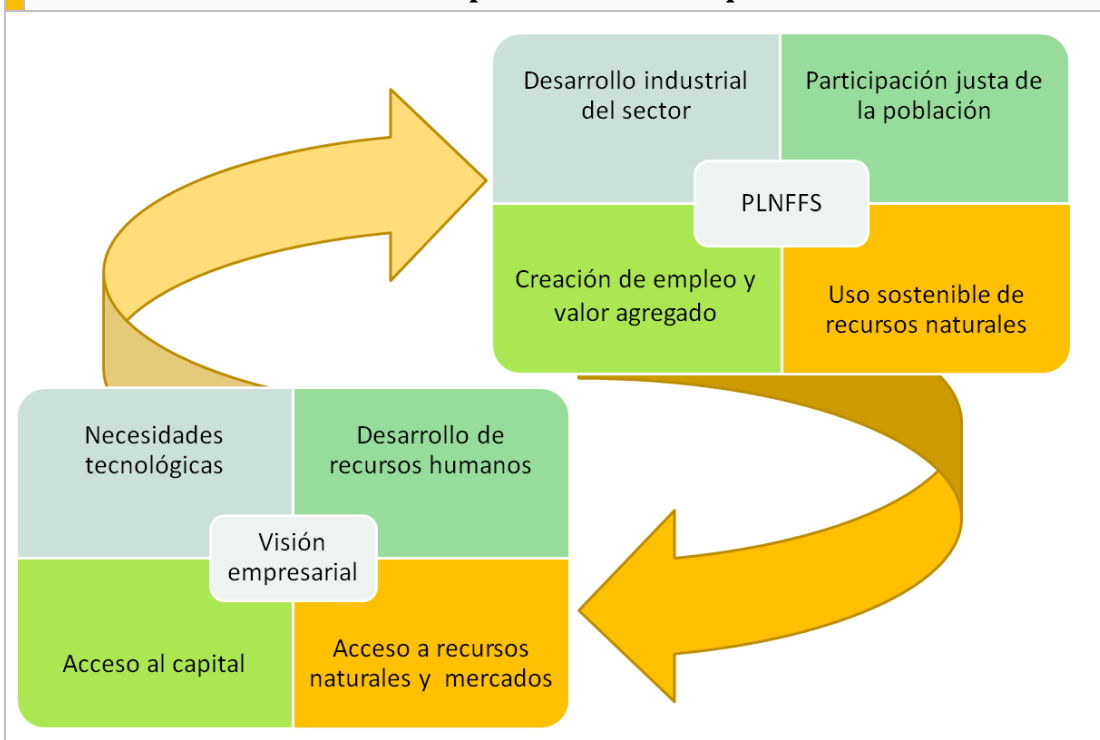 Desarrollo industrial
del sector
Participación justa de
la población
PLNFFS
Creación de empleo y
valor agregado
Uso sostenible de
recursos naturales
Necesidades
tecnológicas
Desarrollo de
recursos humanos
Visión
empresarial
Acceso al capital
Acceso a recursos
naturales y mercados